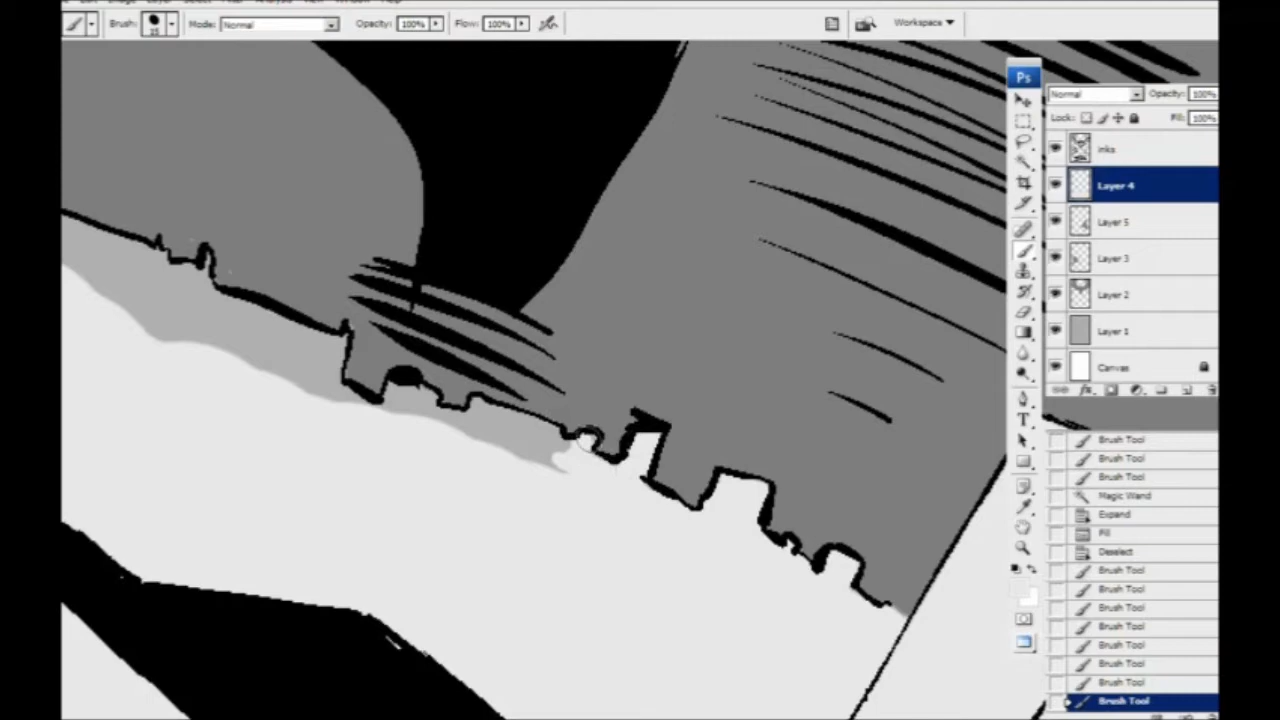 Brush: 15 Mode: Normal Opacity: 100% Flow: 100% Workspace
Ps
Normal Opacity: 100%
Lock: Fill: 100%
inks
Layer 4
Layer 5
Layer 3
Layer 2
Layer 1
Canvas
Brush Tool
Brush Tool
Brush Tool
Magic Wand
Expand
Fill
Deselect
Brush Tool
Brush Tool
Brush Tool
Brush Tool
Brush Tool
Brush Tool
Brush Tool
Brush Tool